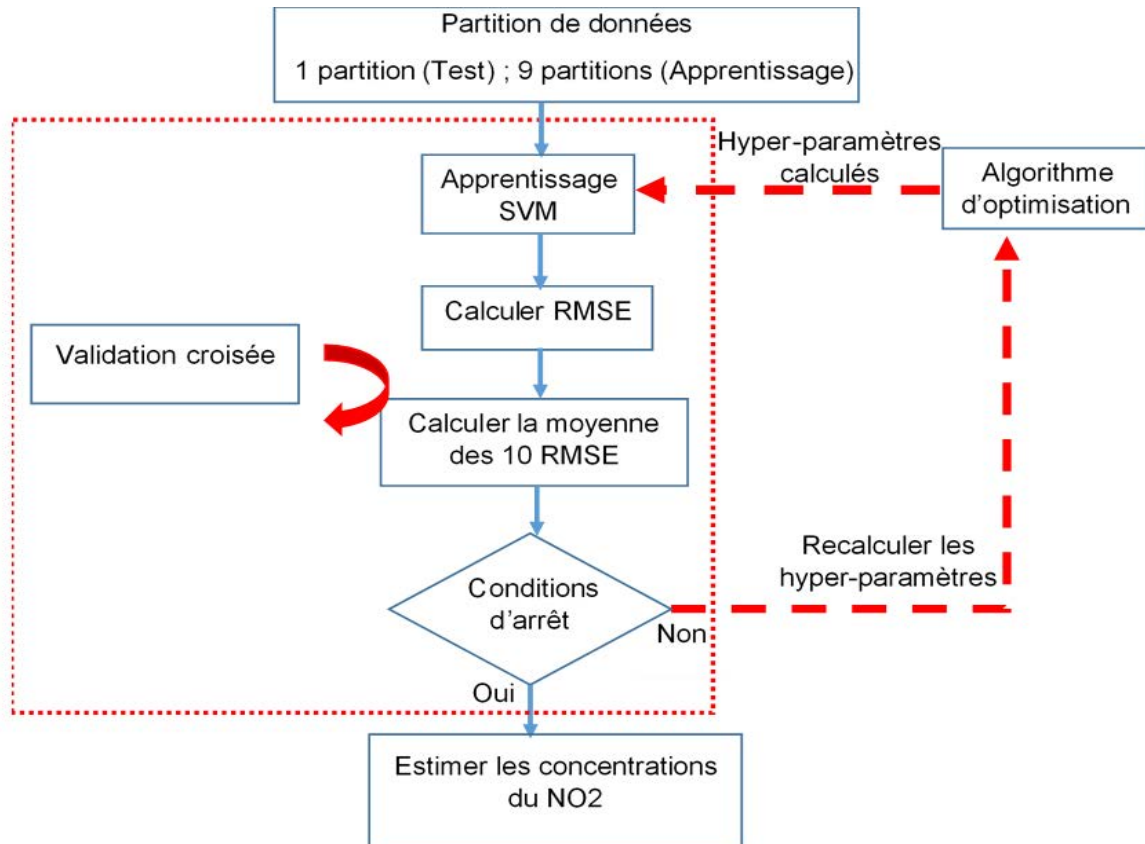 Partition de données
1 partition (Test) ; 9 partitions (Apprentissage)
Hyper-paramètres
calculés
Apprentissage
SVM
Algorithme
d'optimisation
Calculer RMSE
Validation croisée
Calculer la moyenne
des 10 RMSE
Recalculer les
hyper-paramètres
Conditions
d'arrêt
Non
Oui
Estimer les concentrations
du NO2